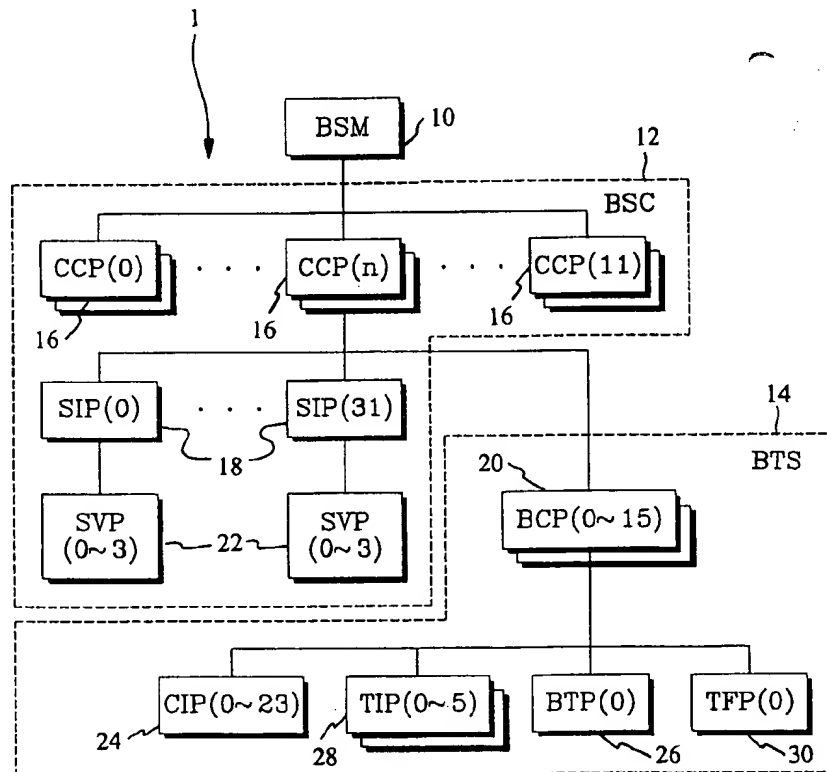 1
BSM
10
12
BSC
CCP(0) · · · CCP(n) · · · CCP(11)
16
16
16
SIP(0) · · · SIP(31)
18
14
BTS
20
SVP
(0~3)
22
SVP
(0~3)
BCP(0~15)
CIP(0~23)
TIP(0~5)
BTP(0)
TFP(0)
24
28
26
30